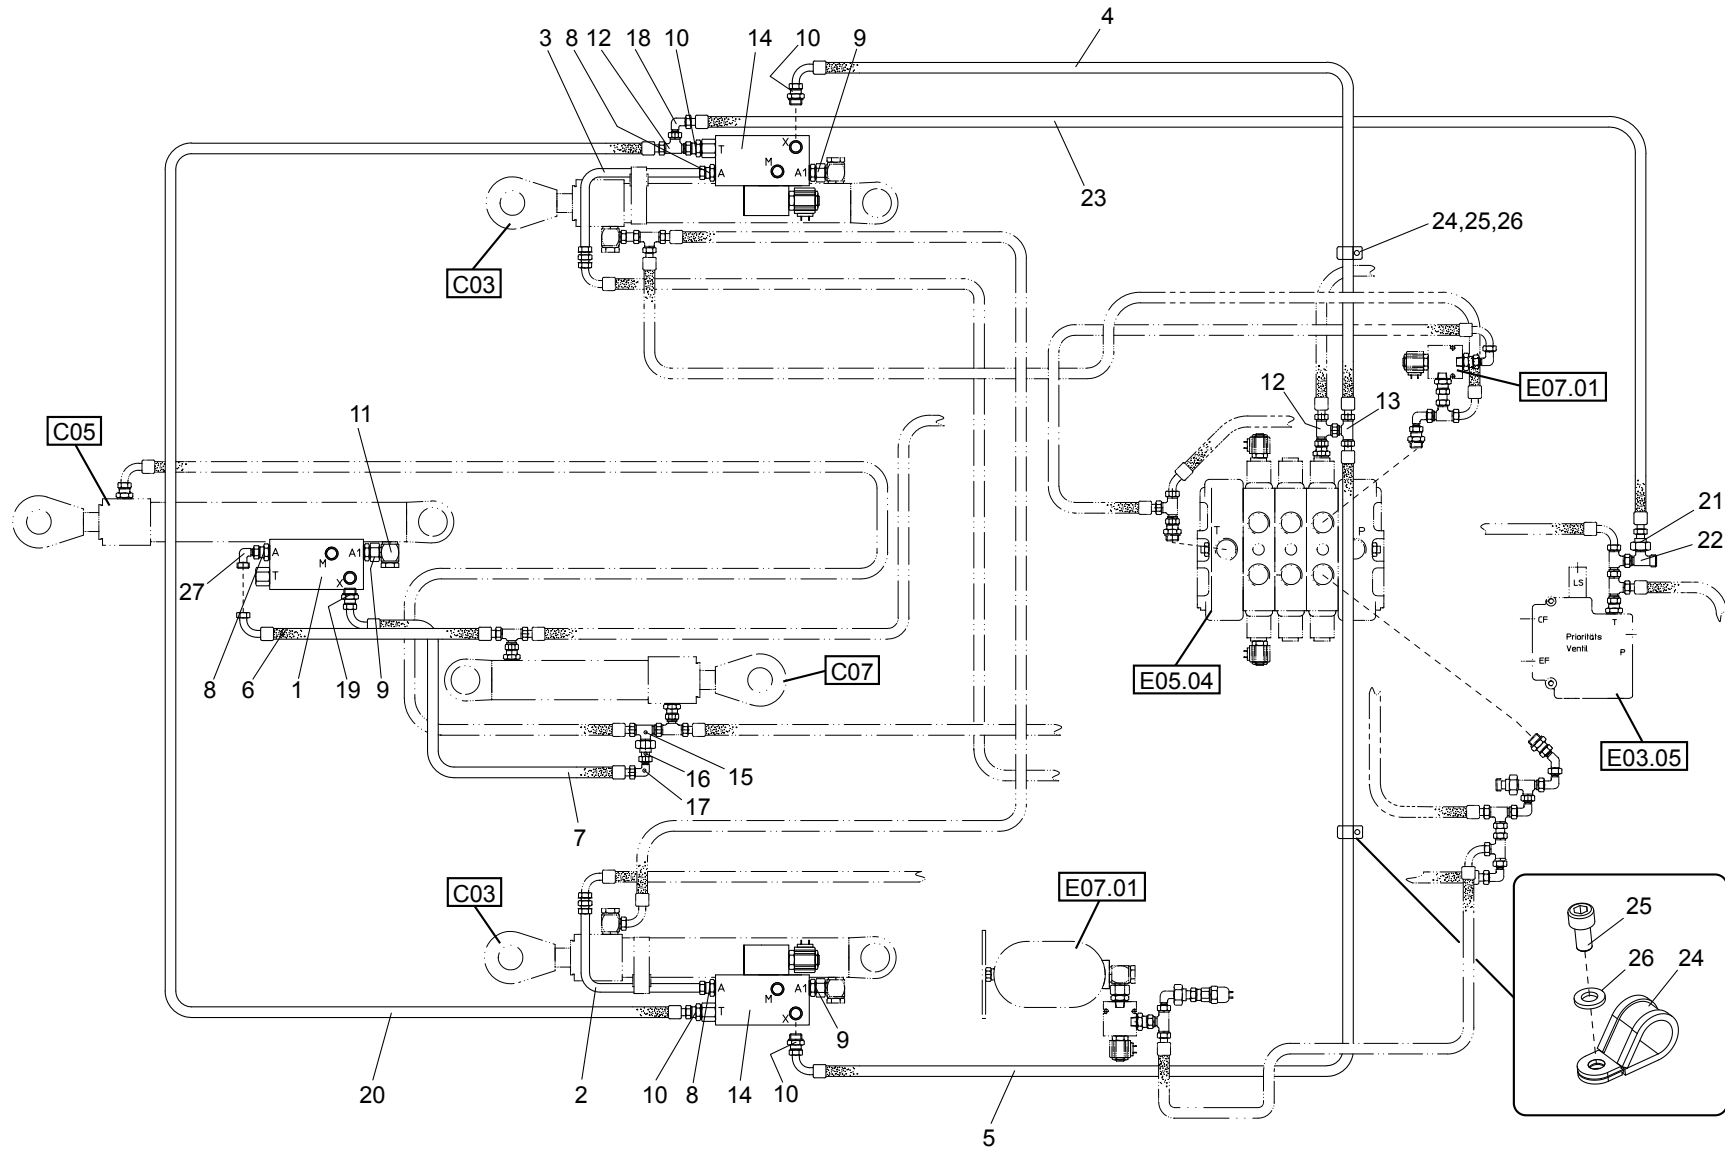 4
3 8 12 18 10 14 10 9
T X M A A1
23
24,25,26
C03
12 13
E07.01
C05
11
T P
21
22
27
A M A1 T X
LS
CF T
Prioritäts
Ventil
P
EF
8 6 1 19 9
C07
E05.04
E03.05
15
16
17
7
C03
E07.01
25
26 24
A M A1 T X
9
20 2 10 8 14 10
5